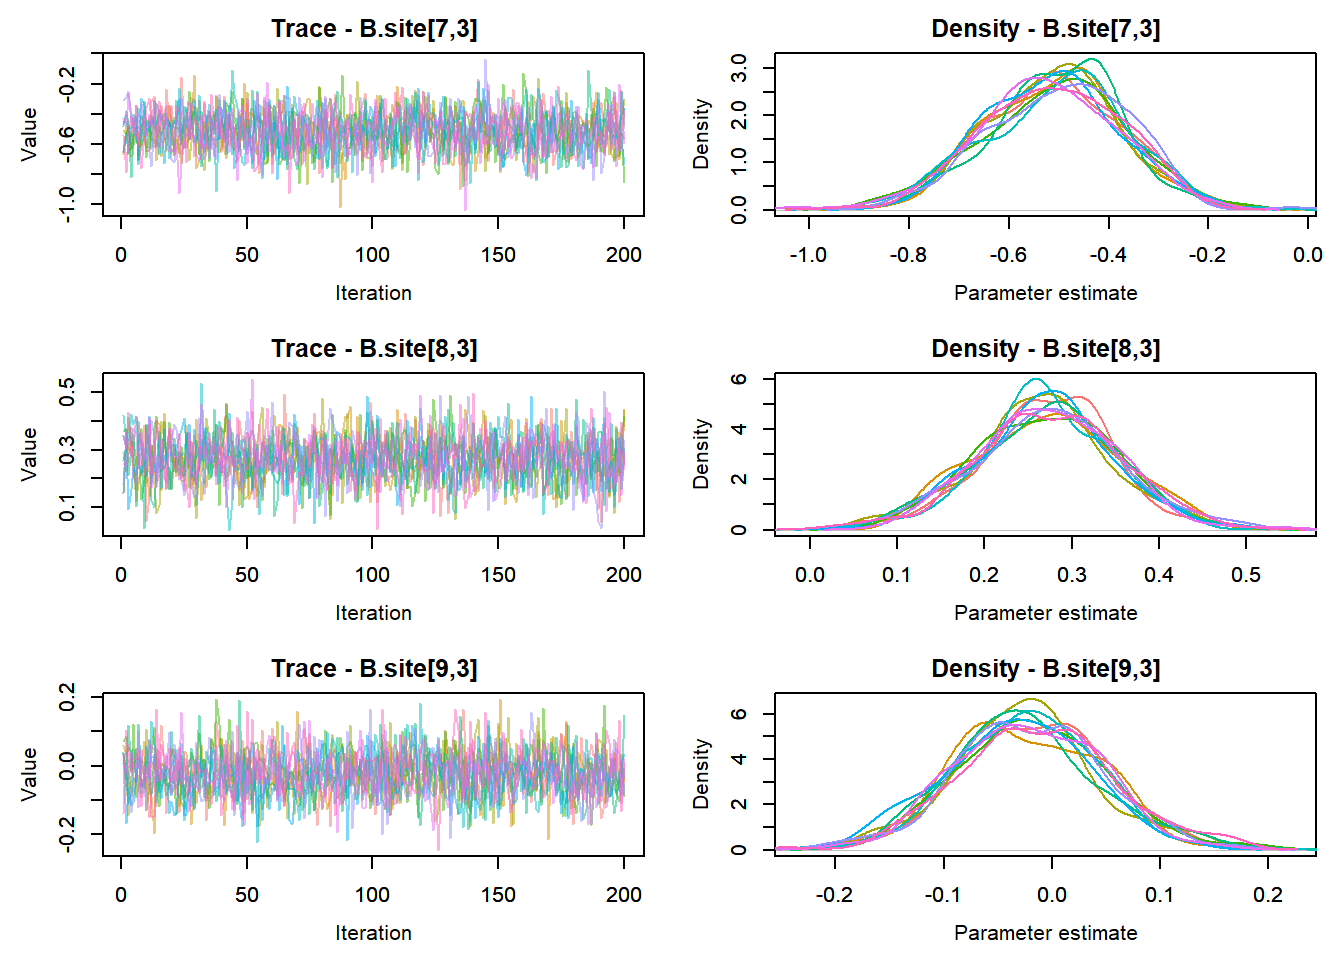 Trace - B.site[7,3]
Value
-0.2
-0.6
-1.0
0 50 100 150 200
Iteration
Density - B.site[7,3]
Density
3.0
2.0
1.0
0.0
-1.0 -0.8 -0.6 -0.4 -0.2 0.0
Parameter estimate
Trace - B.site[8,3]
Value
0.5
0.3
0.1
0 50 100 150 200
Iteration
Density - B.site[8,3]
Density
6
4
2
0
0.0 0.1 0.2 0.3 0.4 0.5
Parameter estimate
Trace - B.site[9,3]
Value
0.2
0.0
-0.2
0 50 100 150 200
Iteration
Density - B.site[9,3]
Density
6
4
2
0
-0.2 -0.1 0.0 0.1 0.2
Parameter estimate